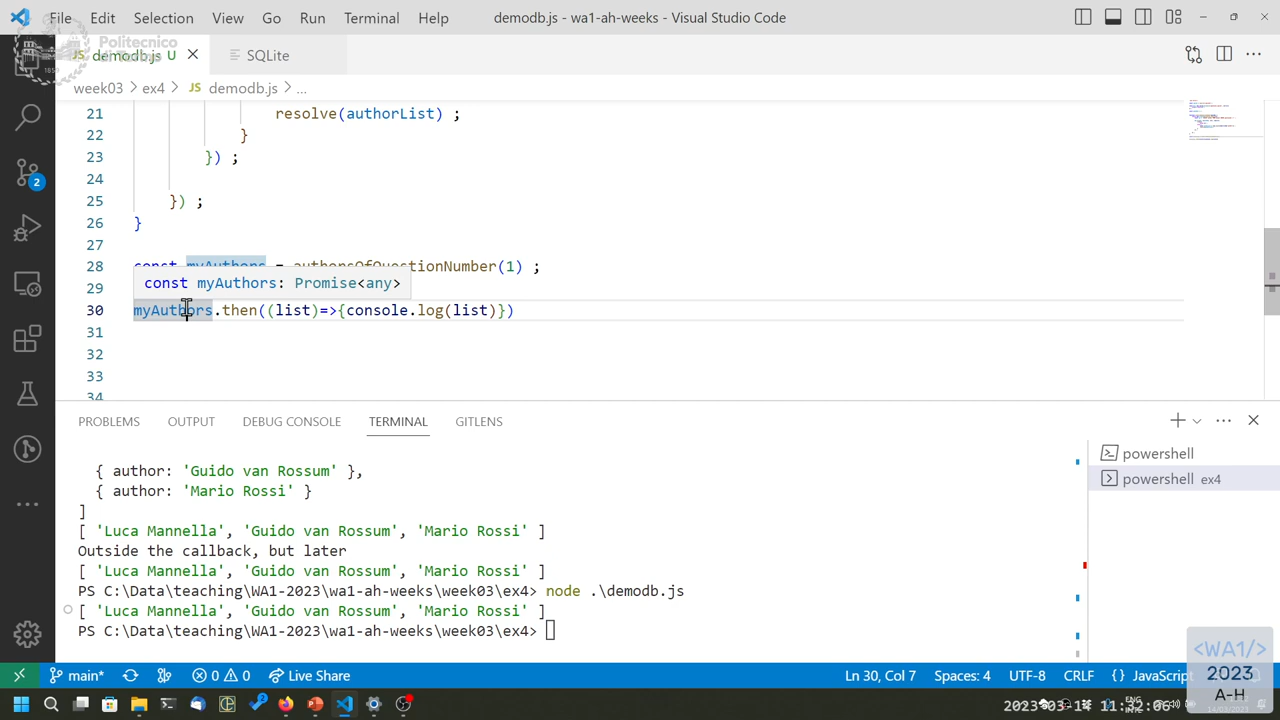 File Edit Selection View Go Run Terminal Help demodb.js - wa1-ah-weeks - Visual Studio Code
Politecnico
di Torino
1859
JS demodb.js U SQLite
week03 > ex4 > JS demodb.js > ...
21 resolve(authorList) ;
22 }
23 }) ;
24
25 }) ;
26 }
27
28 const myAuthors = authorsOfQuestionNumber(1) ;
const myAuthors: Promise<any>
29
30 myAuthors.then((list)=>{console.log(list)})
31
32
33
34
PROBLEMS OUTPUT DEBUG CONSOLE TERMINAL GITLENS
{ author: 'Guido van Rossum' },
{ author: 'Mario Rossi' }
]
[ 'Luca Mannella', 'Guido van Rossum', 'Mario Rossi' ]
Outside the callback, but later
[ 'Luca Mannella', 'Guido van Rossum', 'Mario Rossi' ]
PS C:\Data\teaching\WA1-2023\wa1-ah-weeks\week03\ex4> node .\demodb.js
[ 'Luca Mannella', 'Guido van Rossum', 'Mario Rossi' ]
PS C:\Data\teaching\WA1-2023\wa1-ah-weeks\week03\ex4>
powershell
powershell ex4
2
main* 0 0 Live Share Ln 30, Col 7 Spaces: 4 UTF-8 CRLF {} JavaScript
<WA1/>
2023
A-H
ENG